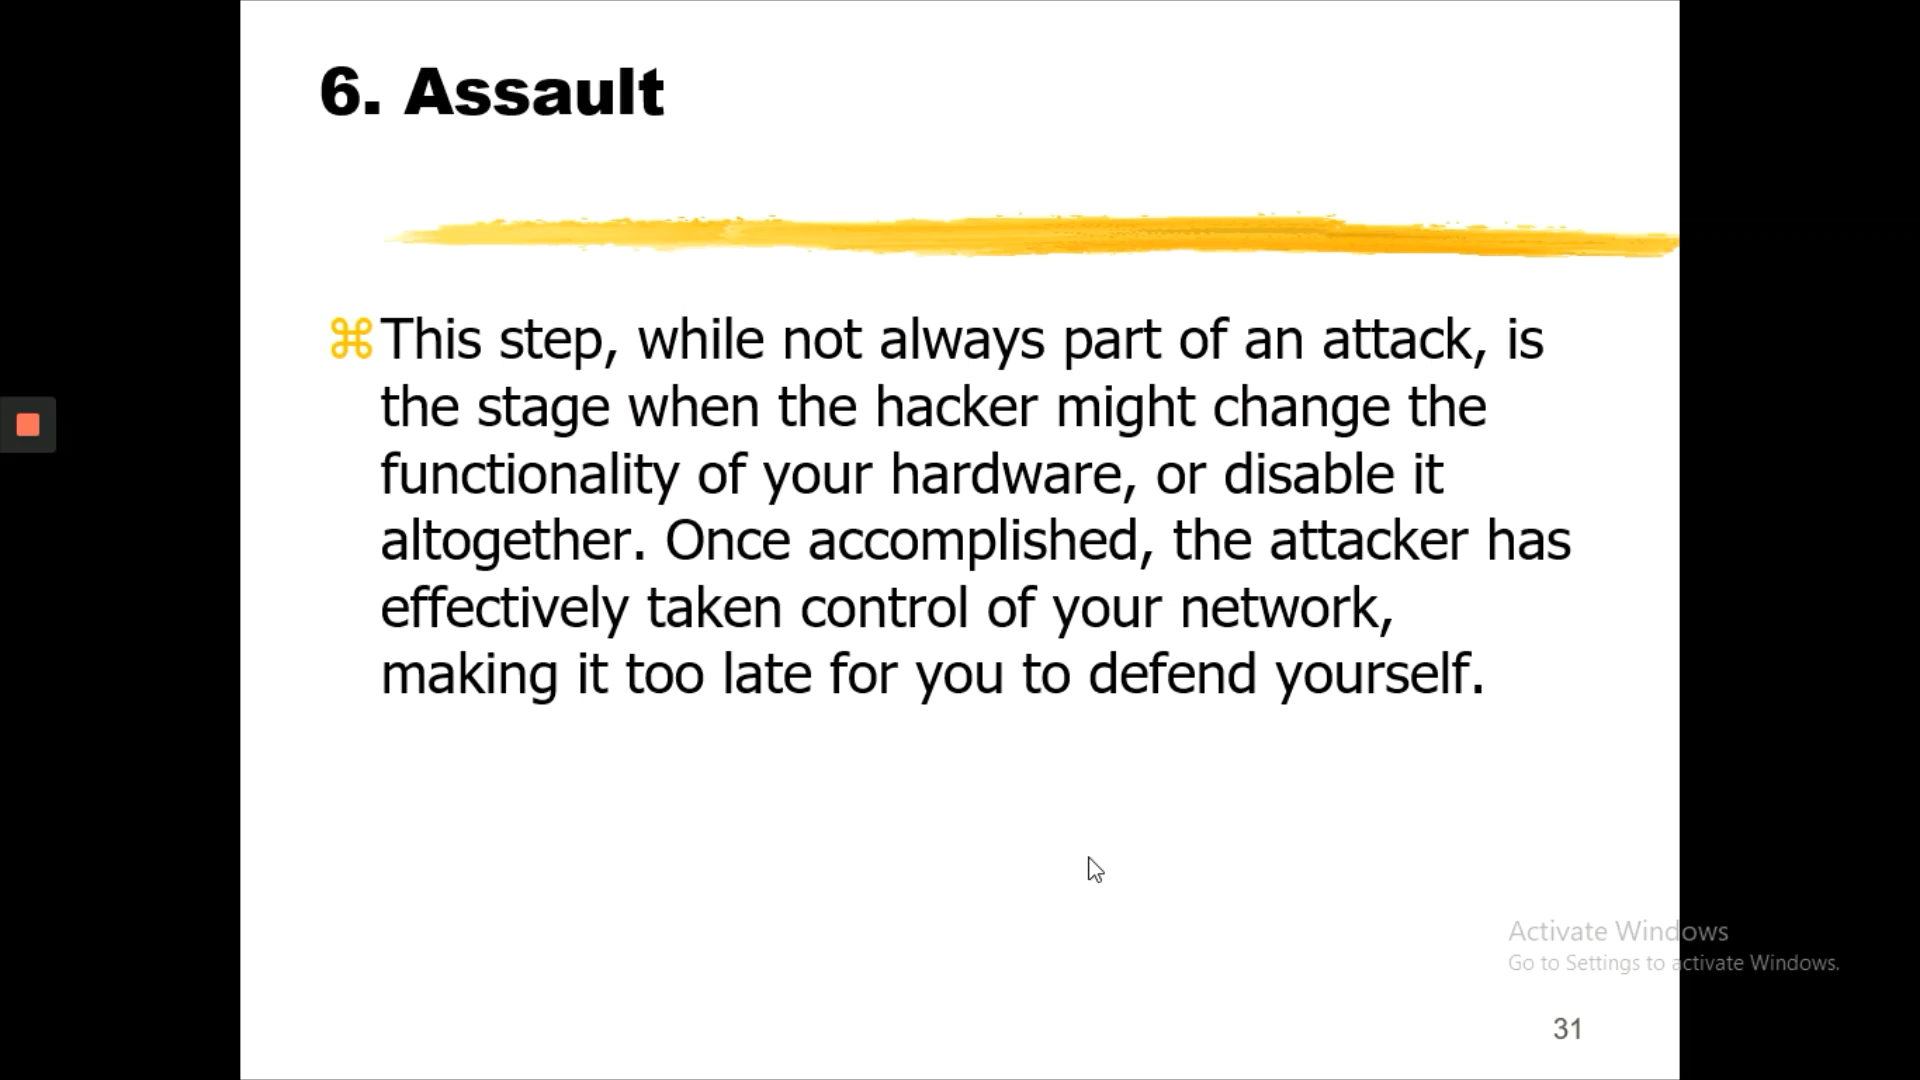 6. Assault
⌘This step, while not always part of an attack, is
the stage when the hacker might change the
functionality of your hardware, or disable it
altogether. Once accomplished, the attacker has
effectively taken control of your network,
making it too late for you to defend yourself.
Activate Windows
Go to Settings to activate Windows.
31